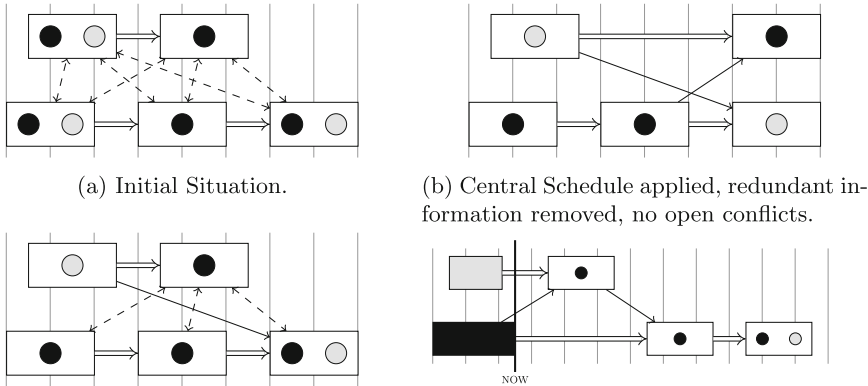 (a) Initial Situation.
(b) Central Schedule applied, redundant in-
formation removed, no open conflicts.
NOW